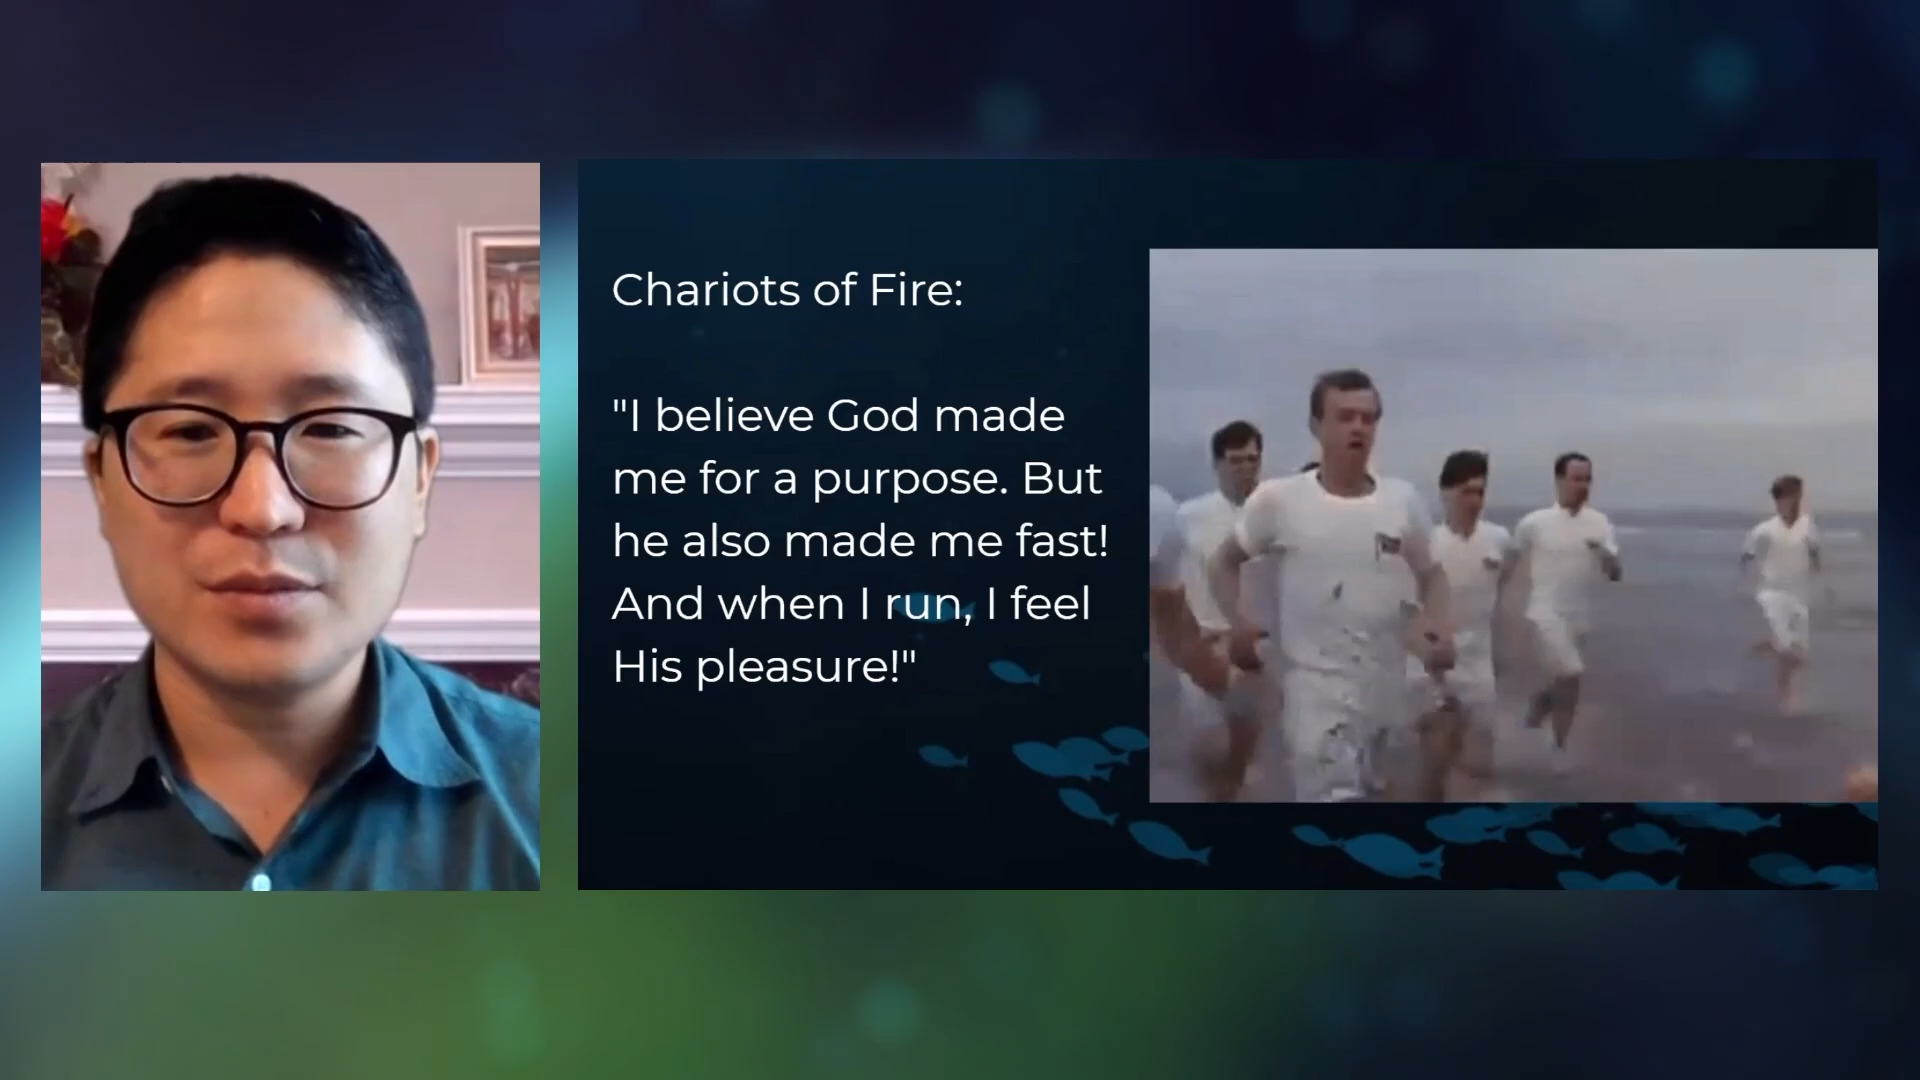 Chariots of Fire:
"I believe God made
me for a purpose. But
he also made me fast!
And when I run, I feel
His pleasure!"